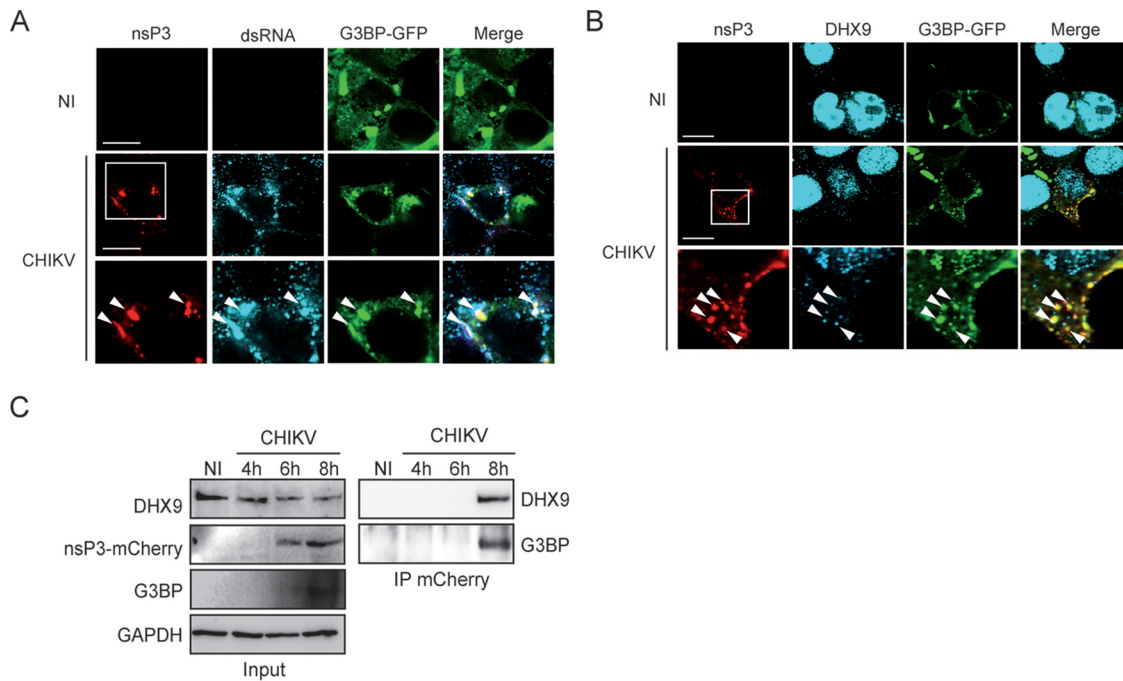 A
nsP3 dsRNA G3BP-GFP Merge
NI
CHIKV
B
nsP3 DHX9 G3BP-GFP Merge
NI
CHIKV
C
CHIKV
NI 4h 6h 8h
DHX9
nsP3-mCherry
G3BP
GAPDH
Input
CHIKV
NI 4h 6h 8h
DHX9
G3BP
IP mCherry